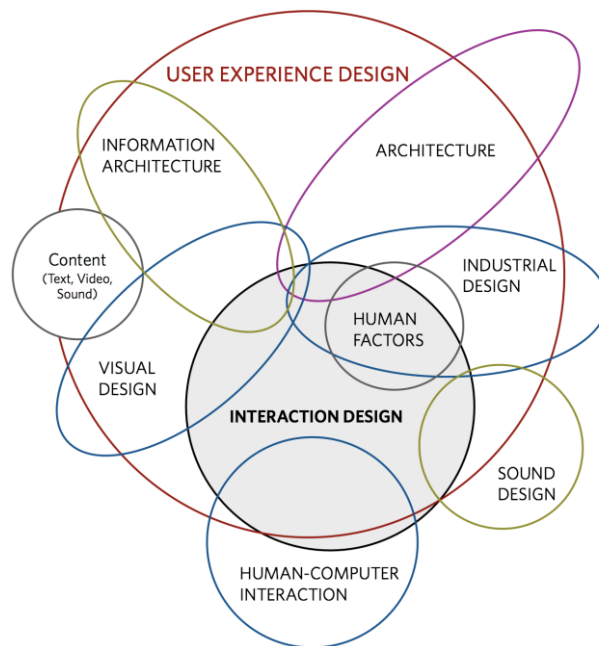 USER EXPERIENCE DESIGN
INFORMATION
ARCHITECTURE
ARCHITECTURE
Content
(Text, Video,
Sound)
INDUSTRIAL
DESIGN
HUMAN
FACTORS
VISUAL
DESIGN
INTERACTION DESIGN
SOUND
DESIGN
HUMAN-COMPUTER
INTERACTION